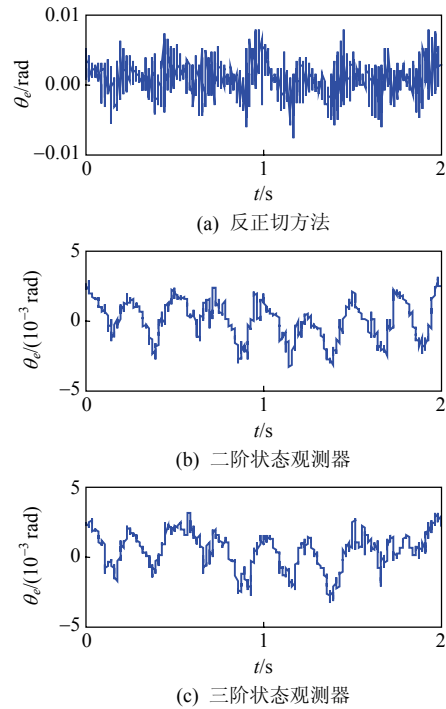 0.01
θe/rad
0.00
−0.01
0 1 2
t/s
(a) 反正切方法
5
θe/(10−3 rad)
0
−5
0 1 2
t/s
(b) 二阶状态观测器
5
θe/(10−3 rad)
0
−5
0 1 2
t/s
(c) 三阶状态观测器